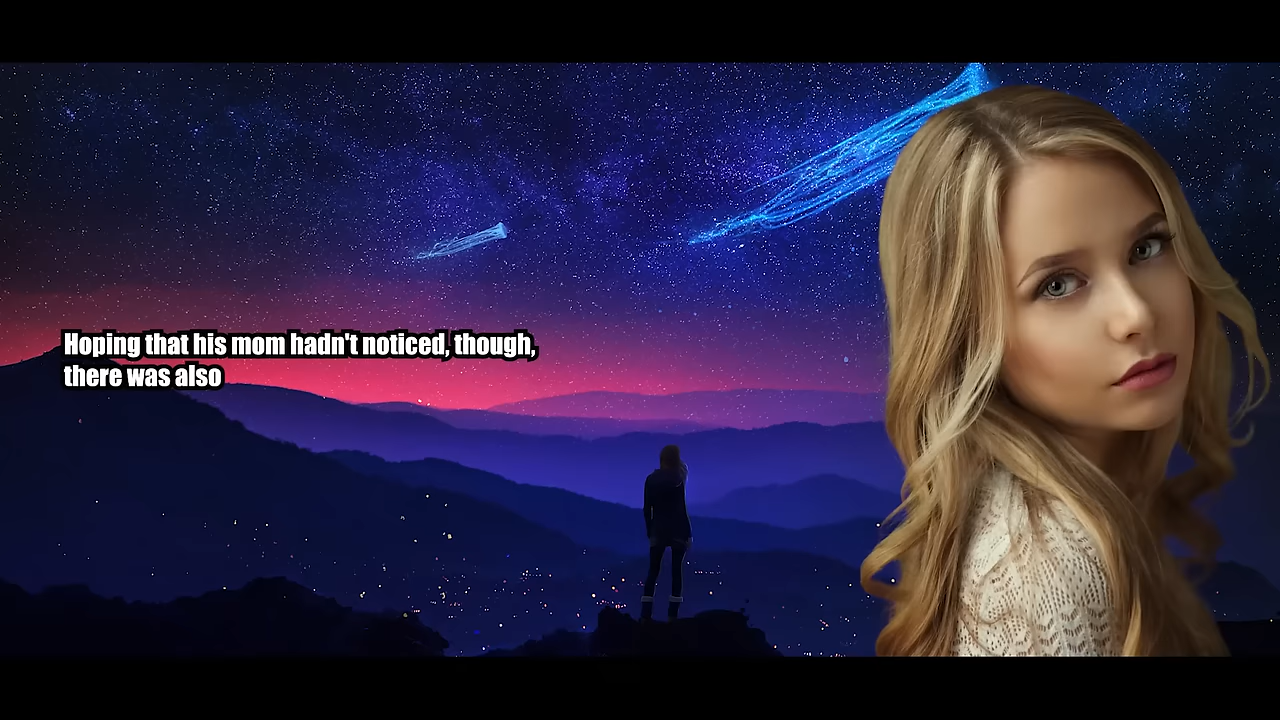 Hoping that his mom hadn't noticed, though,
there was also